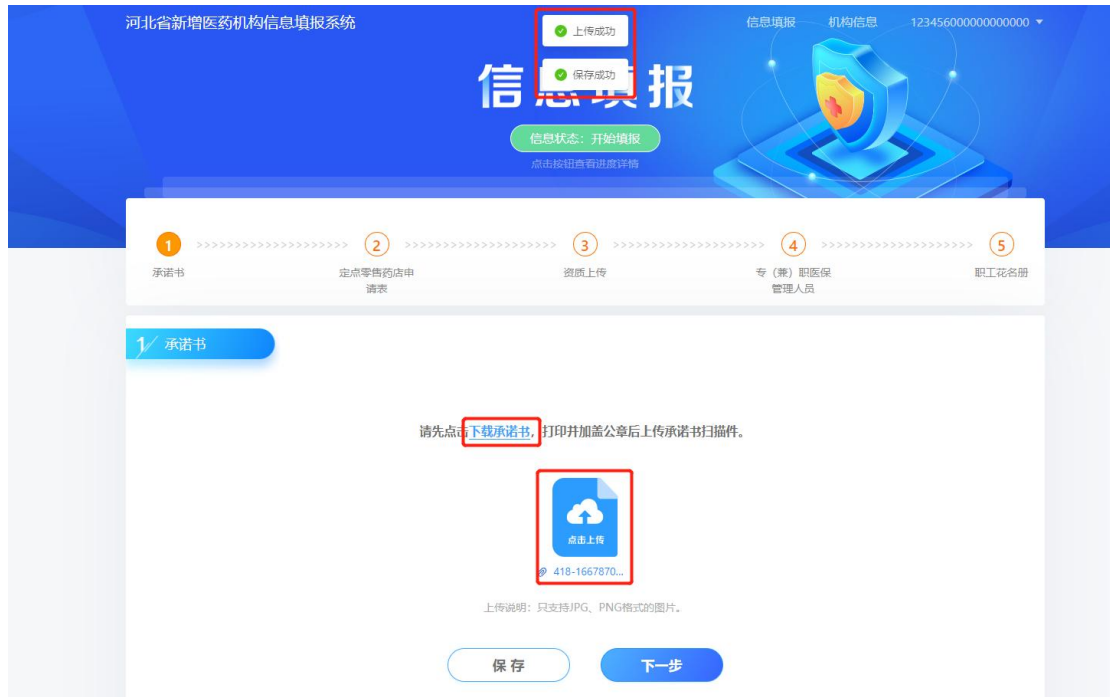 河北省新增医药机构信息填报系统
上传成功
信息填报 机构信息 123456000000000000
保存成功
信息填报
信息状态：开始填报
点击按钮查看进度详情
1 >>>>>>>>>>>>>>>>>>>> 2 >>>>>>>>>>>>>>>>>>>> 3 >>>>>>>>>>>>>>>>>>>> 4 >>>>>>>>>>>>>>>>>>>> 5
承诺书 定点零售药店申请表 资质上传 专（兼）职医保管理人员 职工花名册
1/ 承诺书
请先点击下载承诺书，打印并加盖公章后上传承诺书扫描件。
点击上传
418-1667870...
上传说明：只支持JPG、PNG格式的图片。
保存 下一步